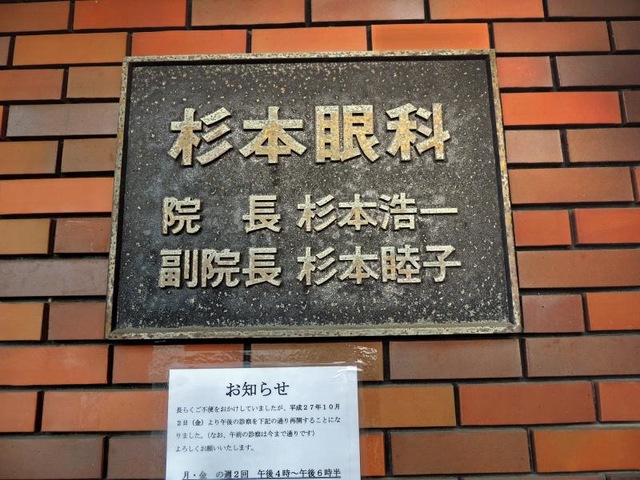 杉本眼科
院 長 杉本浩一
副院長 杉本睦子
お知らせ
長らくご不便をおかけしていましたが、平成27年10月
2日(金)より午後の診察を下記の通り再開することにな
りました。(なお、午前の診察は今まで通りです)
よろしくお願いいたします。
月・金 の週2回 午後4時～午後6時半